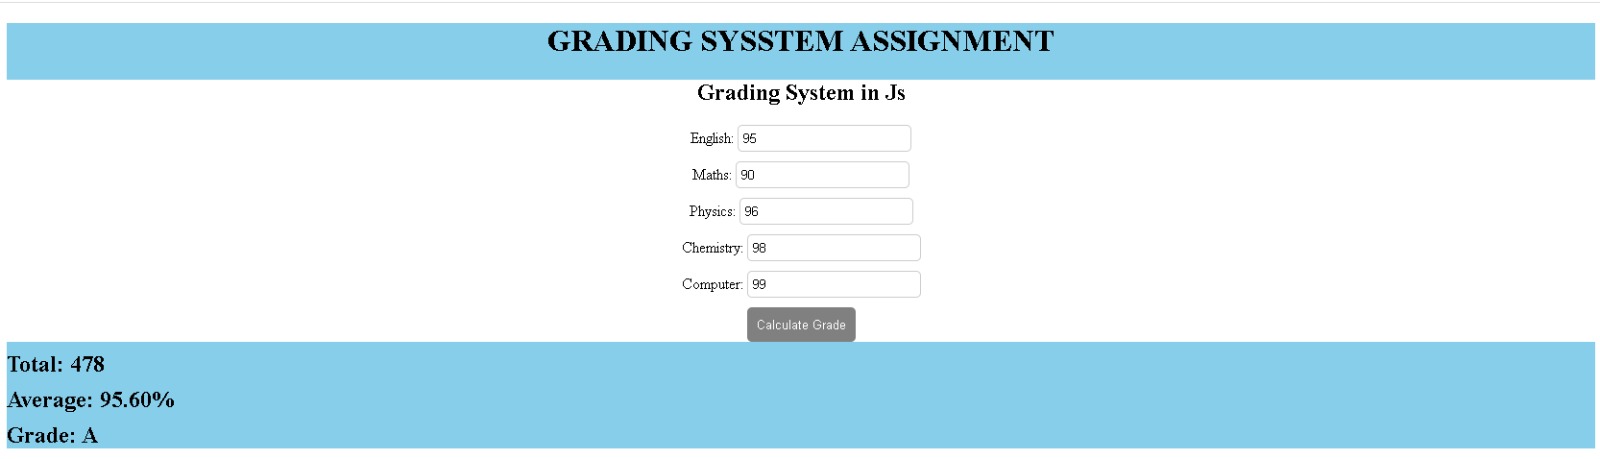 GRADING SYSSTEM ASSIGNMENT
Grading System in Js
English: 95
Maths: 90
Physics: 96
Chemistry: 98
Computer: 99
Calculate Grade
Total: 478
Average: 95.60%
Grade: A